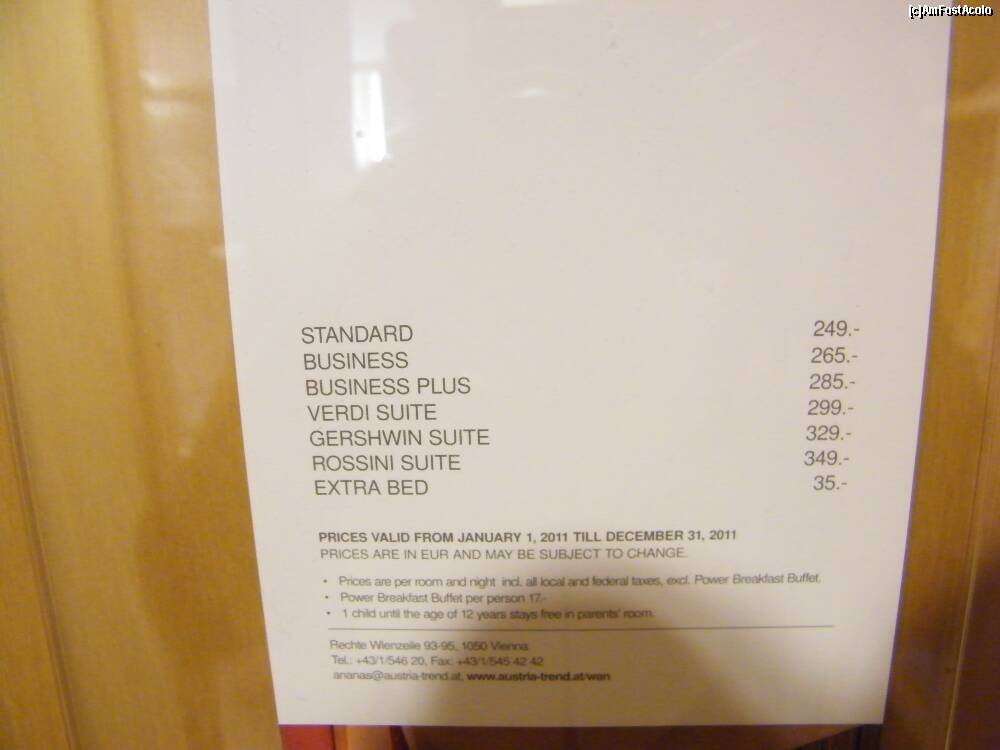 [c]AmFostAcolo
STANDARD 249.-
BUSINESS 265.-
BUSINESS PLUS 285.-
VERDI SUITE 299.-
GERSHWIN SUITE 329.-
ROSSINI SUITE 349.-
EXTRA BED 35.-
PRICES VALID FROM JANUARY 1, 2011 TILL DECEMBER 31, 2011
PRICES ARE IN EUR AND MAY BE SUBJECT TO CHANGE.
• Prices are per room and night incl. all local and federal taxes, excl. Power Breakfast Buffet.
• Power Breakfast Buffet per person 17.-
• 1 child until the age of 12 years stays free in parents' room.
Rechte Wienzeile 93-95, 1050 Vienna
Tel.: +43/1/546 20, Fax: +43/1/545 42 42
ananas@austria-trend.at, www.austria-trend.at/wan